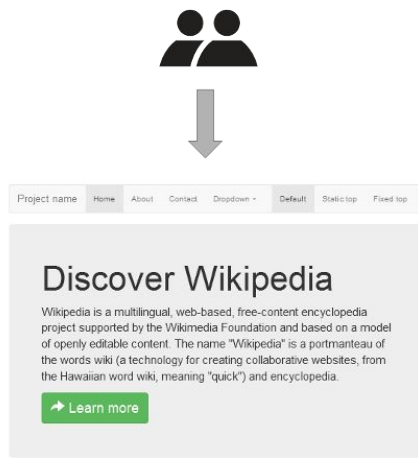 Project name Home About Contact Dropdown Default Static top Fixed top
Discover Wikipedia
Wikipedia is a multilingual, web-based, free-content encyclopedia
project supported by the Wikimedia Foundation and based on a model
of openly editable content. The name "Wikipedia" is a portmanteau of
the words wiki (a technology for creating collaborative websites, from
the Hawaiian word wiki, meaning "quick") and encyclopedia.
Learn more